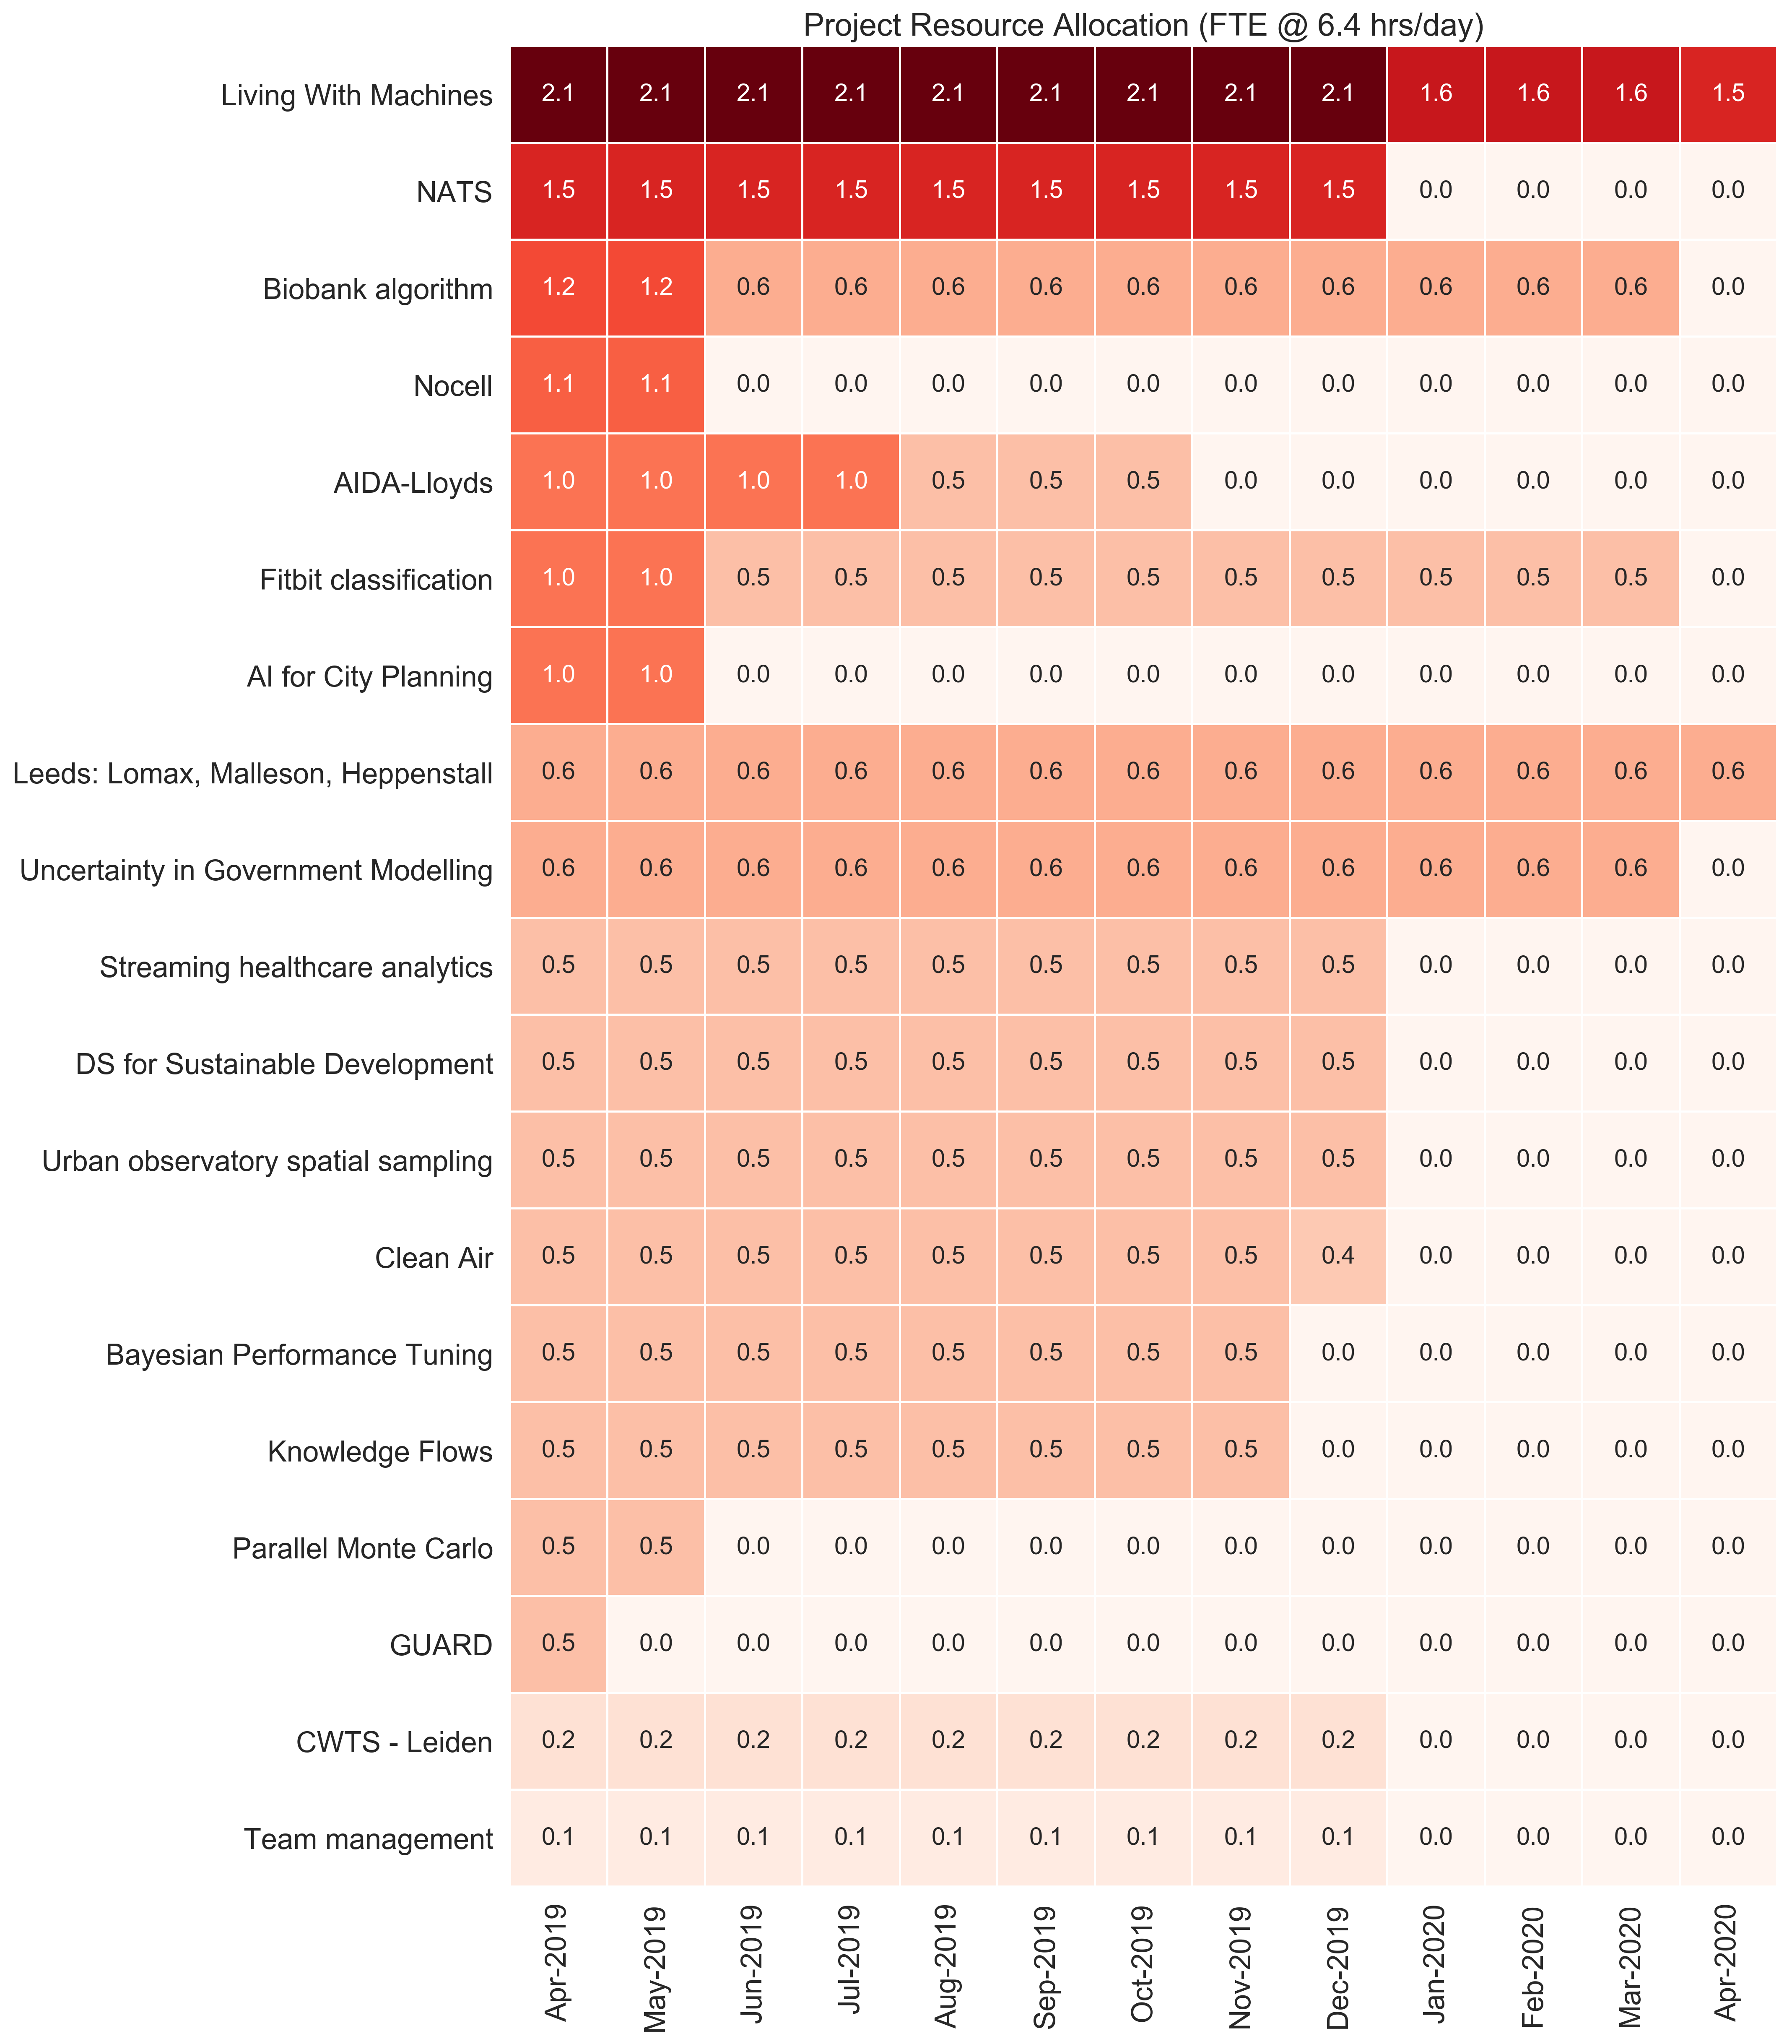 Project Resource Allocation (FTE @ 6.4 hrs/day)
Living With Machines 2.1 2.1 2.1 2.1 2.1 2.1 2.1 2.1 2.1 1.6 1.6 1.6 1.5
NATS 1.5 1.5 1.5 1.5 1.5 1.5 1.5 1.5 1.5 0.0 0.0 0.0 0.0
Biobank algorithm 1.2 1.2 0.6 0.6 0.6 0.6 0.6 0.6 0.6 0.6 0.6 0.6 0.0
Nocell 1.1 1.1 0.0 0.0 0.0 0.0 0.0 0.0 0.0 0.0 0.0 0.0 0.0
AIDA-Lloyds 1.0 1.0 1.0 1.0 0.5 0.5 0.5 0.0 0.0 0.0 0.0 0.0 0.0
Fitbit classification 1.0 1.0 0.5 0.5 0.5 0.5 0.5 0.5 0.5 0.5 0.5 0.5 0.0
AI for City Planning 1.0 1.0 0.0 0.0 0.0 0.0 0.0 0.0 0.0 0.0 0.0 0.0 0.0
Leeds: Lomax, Malleson, Heppenstall 0.6 0.6 0.6 0.6 0.6 0.6 0.6 0.6 0.6 0.6 0.6 0.6 0.6
Uncertainty in Government Modelling 0.6 0.6 0.6 0.6 0.6 0.6 0.6 0.6 0.6 0.6 0.6 0.6 0.0
Streaming healthcare analytics 0.5 0.5 0.5 0.5 0.5 0.5 0.5 0.5 0.5 0.0 0.0 0.0 0.0
DS for Sustainable Development 0.5 0.5 0.5 0.5 0.5 0.5 0.5 0.5 0.5 0.0 0.0 0.0 0.0
Urban observatory spatial sampling 0.5 0.5 0.5 0.5 0.5 0.5 0.5 0.5 0.5 0.0 0.0 0.0 0.0
Clean Air 0.5 0.5 0.5 0.5 0.5 0.5 0.5 0.5 0.4 0.0 0.0 0.0 0.0
Bayesian Performance Tuning 0.5 0.5 0.5 0.5 0.5 0.5 0.5 0.5 0.0 0.0 0.0 0.0 0.0
Knowledge Flows 0.5 0.5 0.5 0.5 0.5 0.5 0.5 0.5 0.0 0.0 0.0 0.0 0.0
Parallel Monte Carlo 0.5 0.5 0.0 0.0 0.0 0.0 0.0 0.0 0.0 0.0 0.0 0.0 0.0
GUARD 0.5 0.0 0.0 0.0 0.0 0.0 0.0 0.0 0.0 0.0 0.0 0.0 0.0
CWTS - Leiden 0.2 0.2 0.2 0.2 0.2 0.2 0.2 0.2 0.2 0.0 0.0 0.0 0.0
Team management 0.1 0.1 0.1 0.1 0.1 0.1 0.1 0.1 0.1 0.0 0.0 0.0 0.0
Apr-2019 May-2019 Jun-2019 Jul-2019 Aug-2019 Sep-2019 Oct-2019 Nov-2019 Dec-2019 Jan-2020 Feb-2020 Mar-2020 Apr-2020